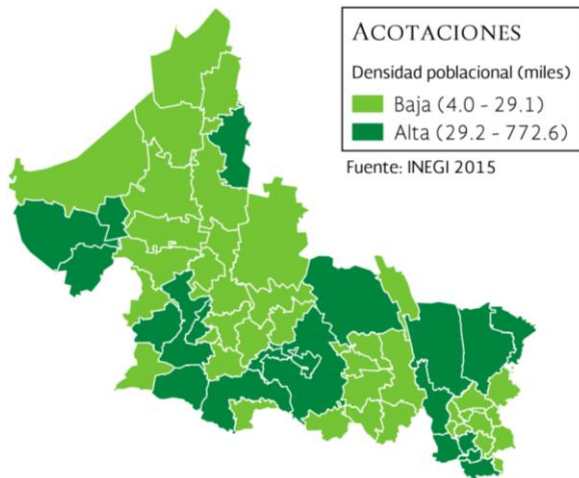 ACOTACIONES
Densidad poblacional (miles)
Baja (4.0 - 29.1)
Alta (29.2 - 772.6)
Fuente: INEGI 2015